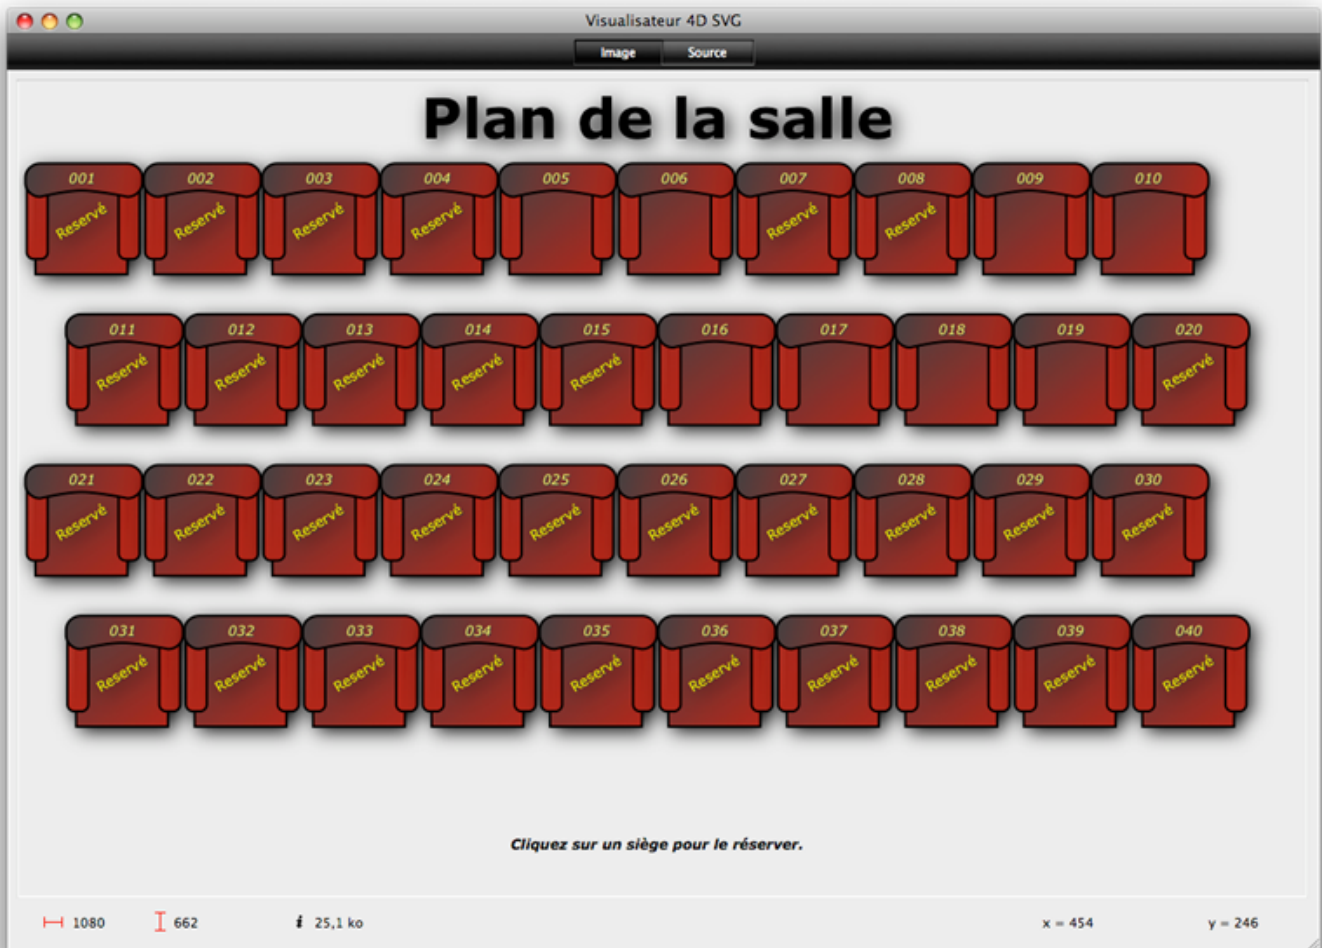 Visualisateur 4D SVG
Image Source
Plan de la salle
001 002 003 004 005 006 007 008 009 010
Reservé Reservé Reservé Reservé Reservé Reservé
011 012 013 014 015 016 017 018 019 020
Reservé Reservé Reservé Reservé Reservé Reservé
021 022 023 024 025 026 027 028 029 030
Reservé Reservé Reservé Reservé Reservé Reservé Reservé Reservé Reservé Reservé
031 032 033 034 035 036 037 038 039 040
Reservé Reservé Reservé Reservé Reservé Reservé Reservé Reservé Reservé Reservé
Cliquez sur un siège pour le réserver.
1080 662 i 25,1 ko x = 454 y = 246